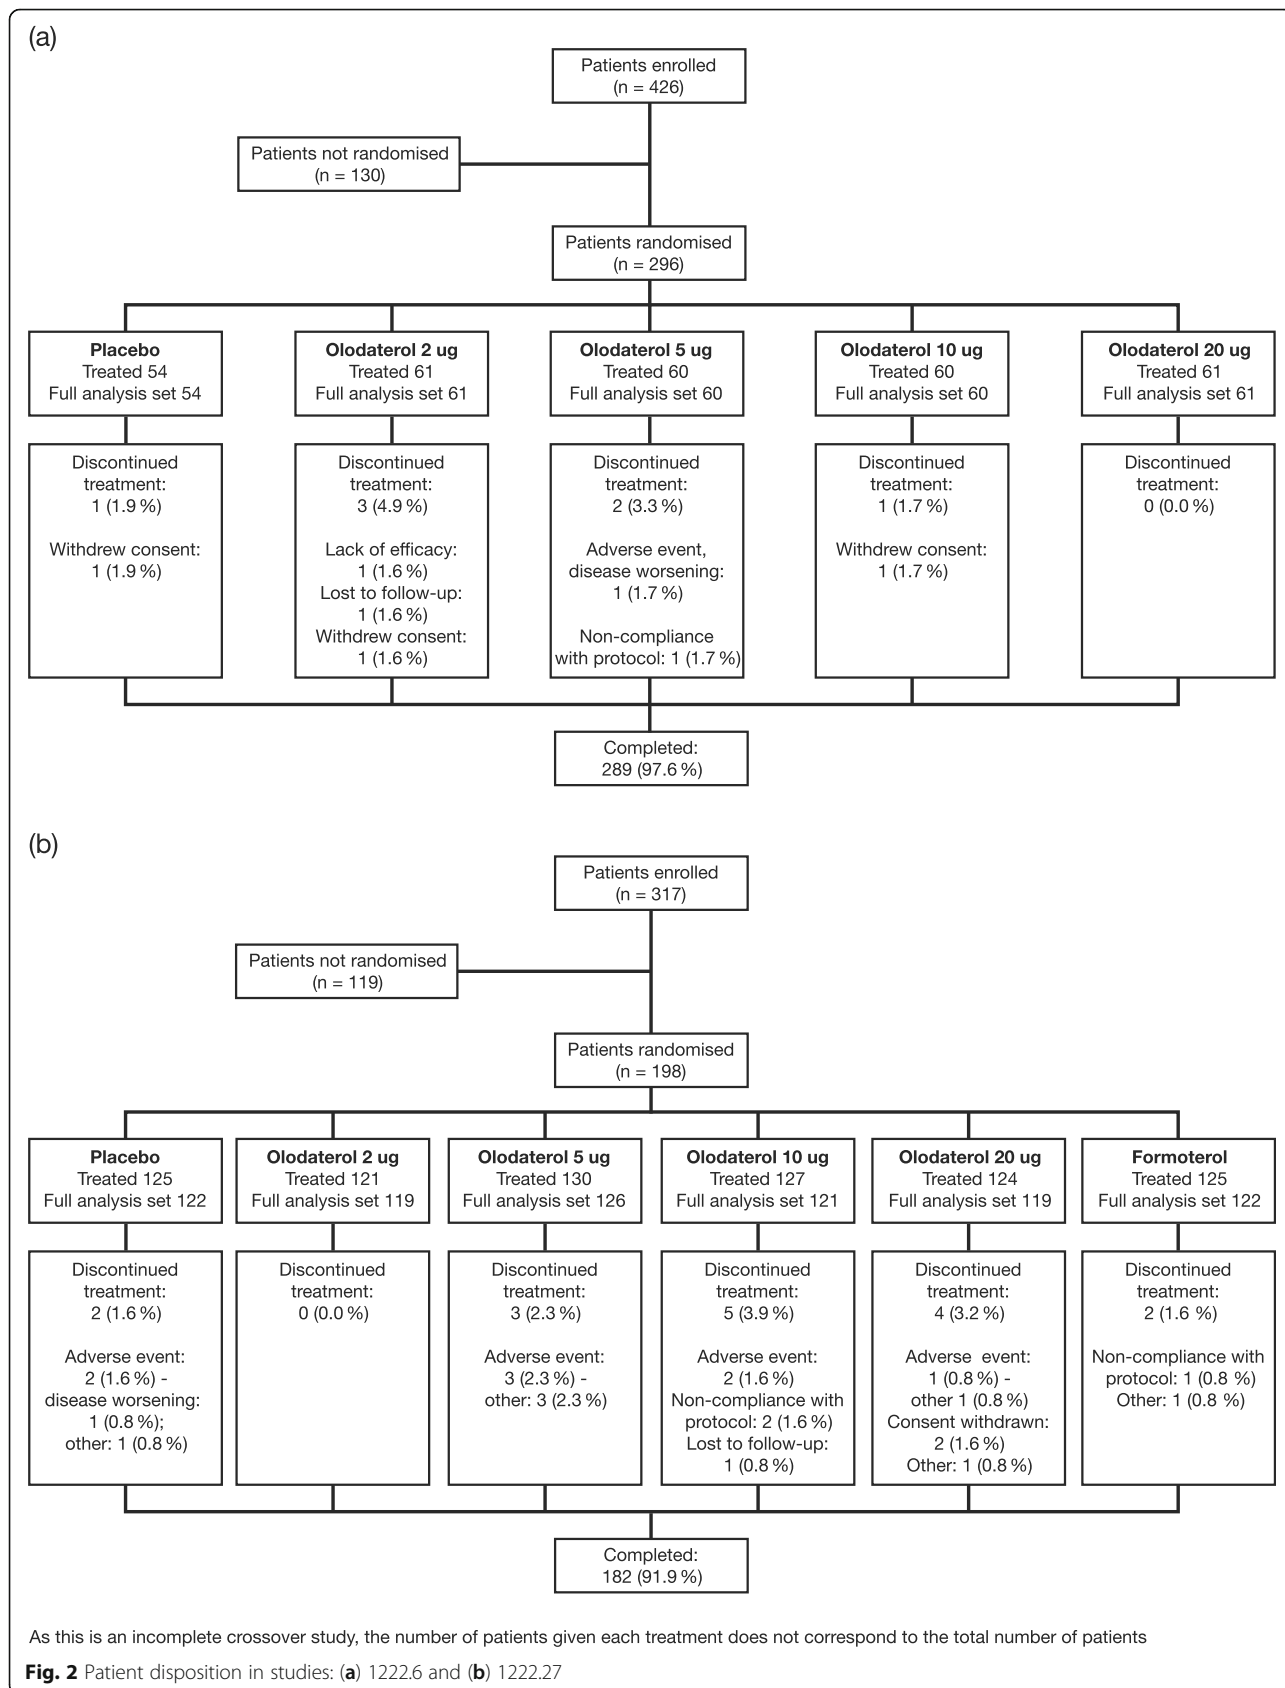 (a)
Patients enrolled
(n = 426)
Patients not randomised
(n = 130)
Patients randomised
(n = 296)
Placebo
Treated 54
Full analysis set 54
Olodaterol 2 ug
Treated 61
Full analysis set 61
Olodaterol 5 ug
Treated 60
Full analysis set 60
Olodaterol 10 ug
Treated 60
Full analysis set 60
Olodaterol 20 ug
Treated 61
Full analysis set 61
Discontinued
treatment:
1 (1.9 %)
Withdrew consent:
1 (1.9 %)
Discontinued
treatment:
3 (4.9 %)
Lack of efficacy:
1 (1.6 %)
Lost to follow-up:
1 (1.6 %)
Withdrew consent:
1 (1.6 %)
Discontinued
treatment:
2 (3.3 %)
Adverse event,
disease worsening:
1 (1.7 %)
Non-compliance
with protocol: 1 (1.7 %)
Discontinued
treatment:
1 (1.7 %)
Withdrew consent:
1 (1.7 %)
Discontinued
treatment:
0 (0.0 %)
Completed:
289 (97.6 %)
(b)
Patients enrolled
(n = 317)
Patients not randomised
(n = 119)
Patients randomised
(n = 198)
Placebo
Treated 125
Full analysis set 122
Olodaterol 2 ug
Treated 121
Full analysis set 119
Olodaterol 5 ug
Treated 130
Full analysis set 126
Olodaterol 10 ug
Treated 127
Full analysis set 121
Olodaterol 20 ug
Treated 124
Full analysis set 119
Formoterol
Treated 125
Full analysis set 122
Discontinued
treatment:
2 (1.6 %)
Adverse event:
2 (1.6 %) -
disease worsening:
1 (0.8 %);
other: 1 (0.8 %)
Discontinued
treatment:
0 (0.0 %)
Discontinued
treatment:
3 (2.3 %)
Adverse event:
3 (2.3 %) -
other: 3 (2.3 %)
Discontinued
treatment:
5 (3.9 %)
Adverse event:
2 (1.6 %)
Non-compliance with
protocol: 2 (1.6 %)
Lost to follow-up:
1 (0.8 %)
Discontinued
treatment:
4 (3.2 %)
Adverse event:
1 (0.8 %) -
other 1 (0.8 %)
Consent withdrawn:
2 (1.6 %)
Other: 1 (0.8 %)
Discontinued
treatment:
2 (1.6 %)
Non-compliance with
protocol: 1 (0.8 %)
Other: 1 (0.8 %)
Completed:
182 (91.9 %)
As this is an incomplete crossover study, the number of patients given each treatment does not correspond to the total number of patients
Fig. 2 Patient disposition in studies: (a) 1222.6 and (b) 1222.27